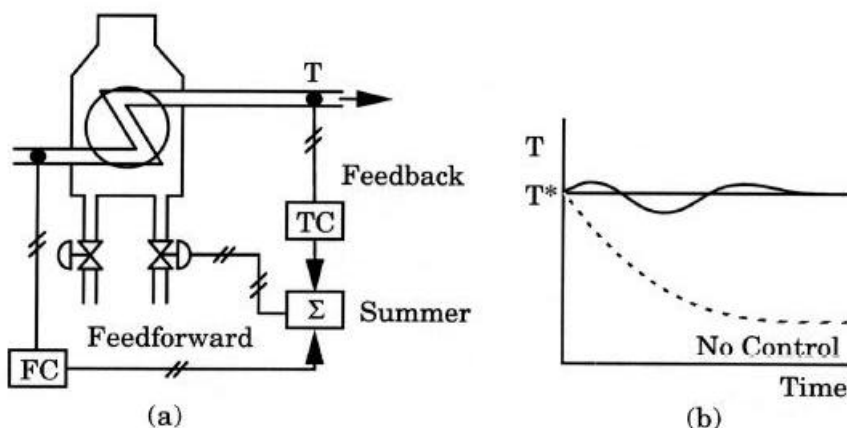 T
Feedback
TC
Σ
Summer
Feedforward
FC
(a)
T
T*
No Control
Time
(b)